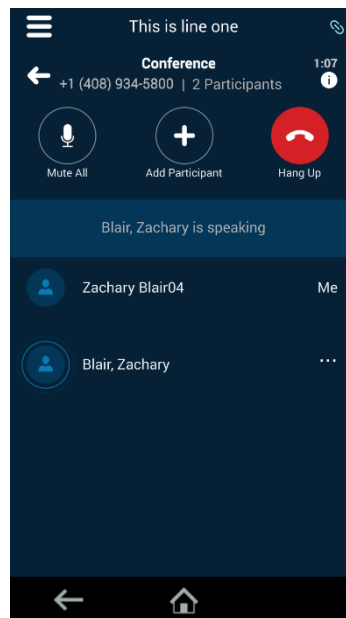 This is line one
Conference
1:07
+1 (408) 934-5800 | 2 Participants
Mute All
Add Participant
Hang Up
Blair, Zachary is speaking
Zachary Blair04
Me
Blair, Zachary